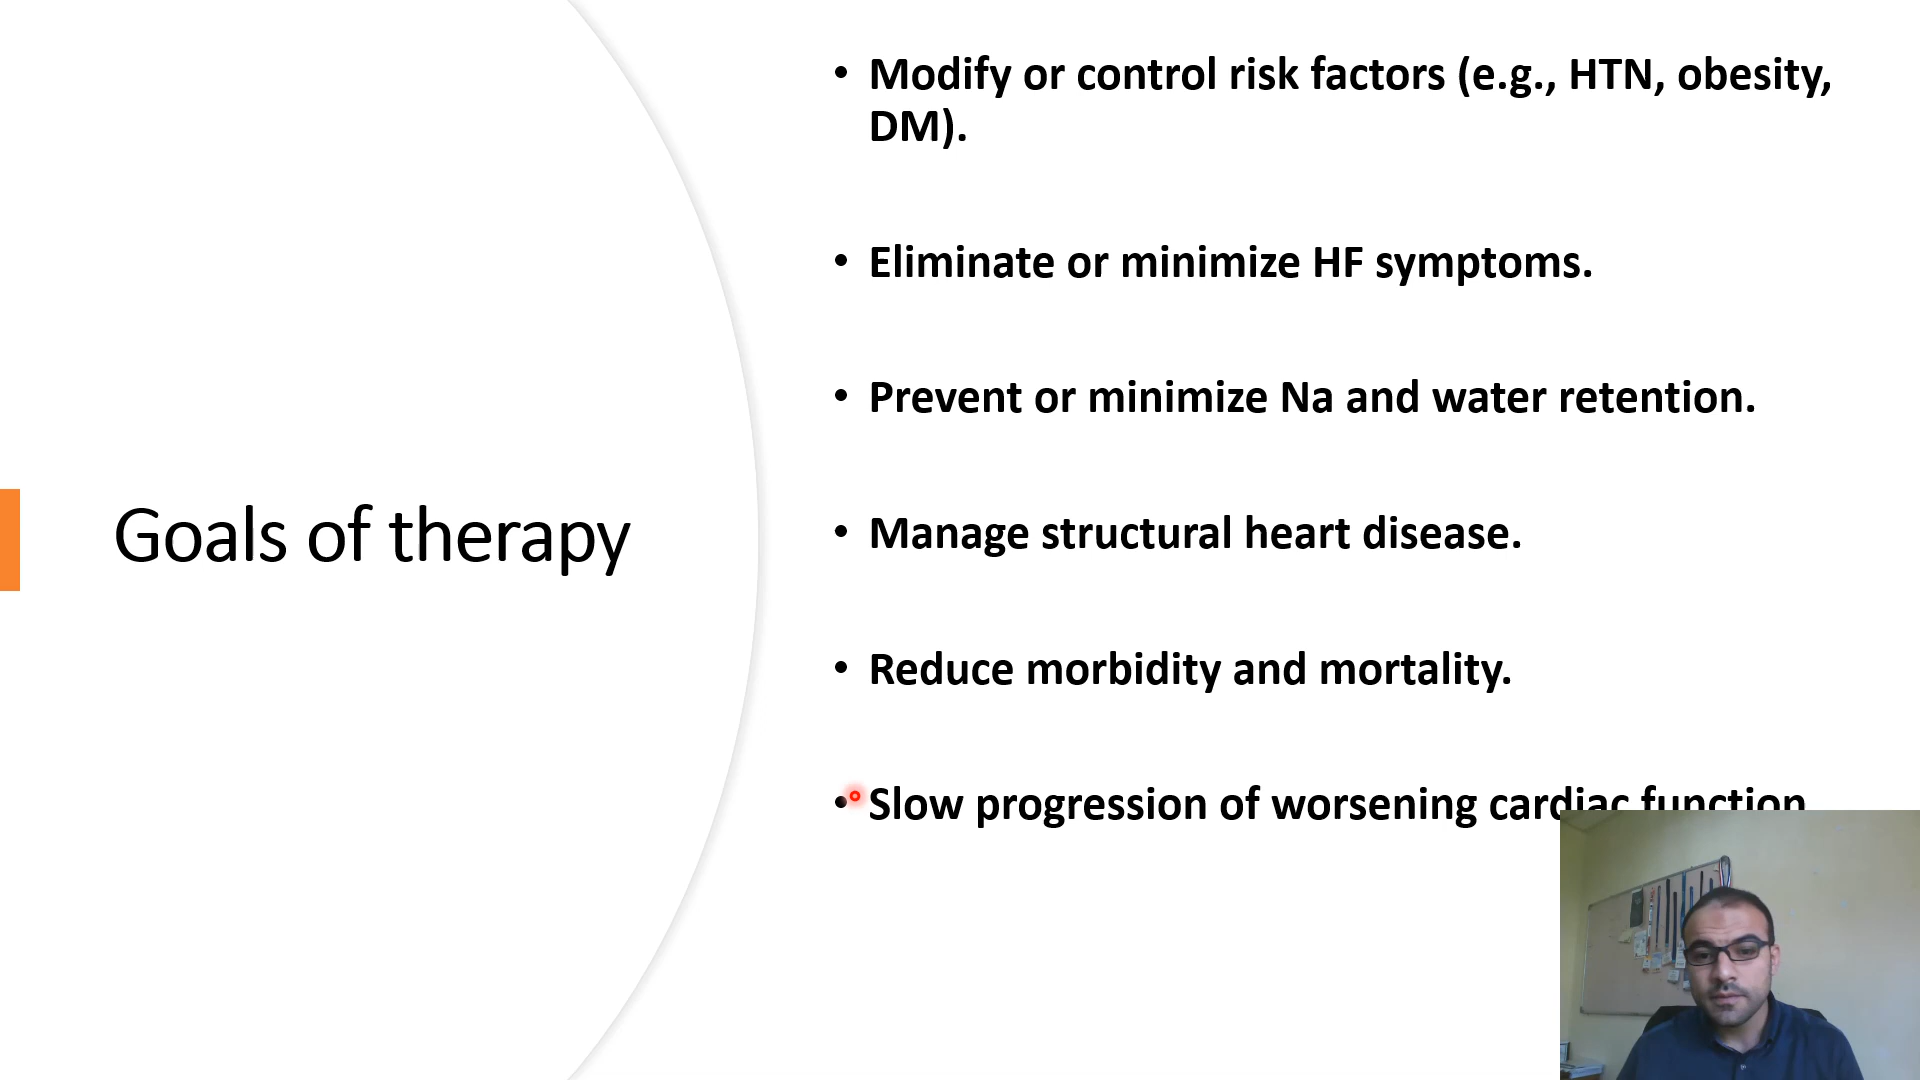 Goals of therapy
• Modify or control risk factors (e.g., HTN, obesity,
DM).
• Eliminate or minimize HF symptoms.
• Prevent or minimize Na and water retention.
• Manage structural heart disease.
• Reduce morbidity and mortality.
• Slow progression of worsening cardiac function